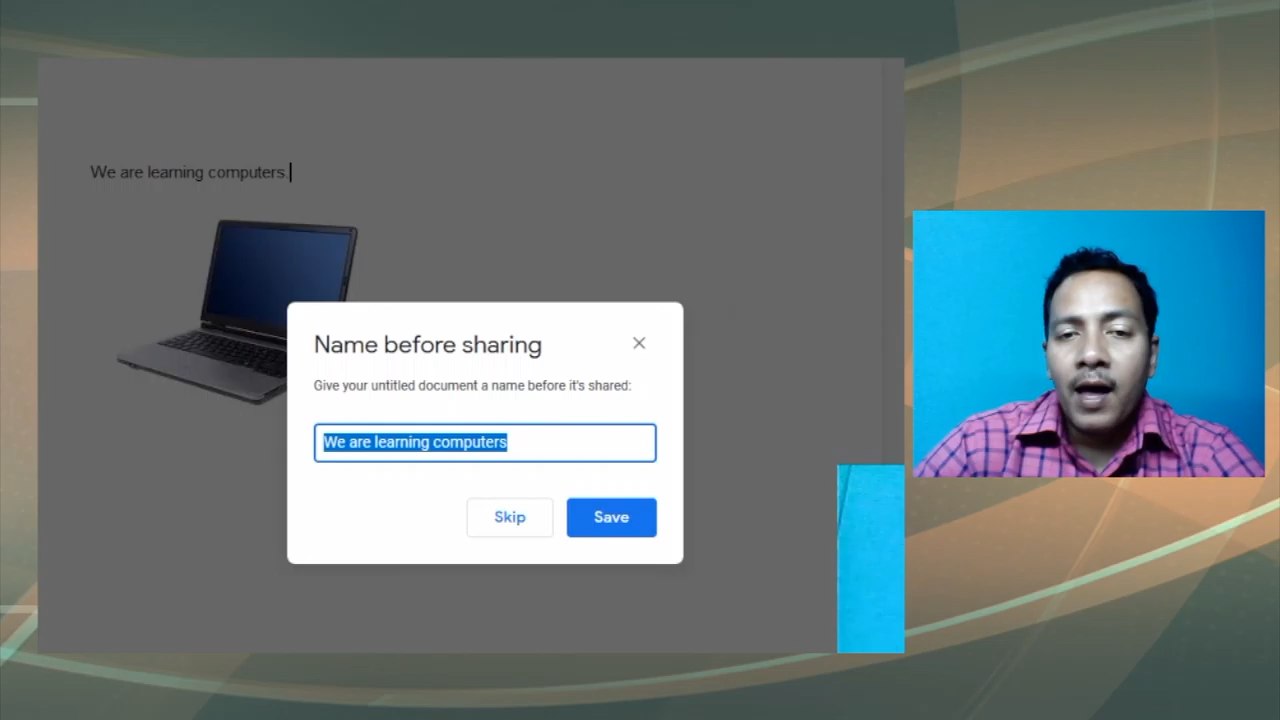 We are learning computers.
Name before sharing
Give your untitled document a name before it's shared:
We are learning computers
Skip
Save